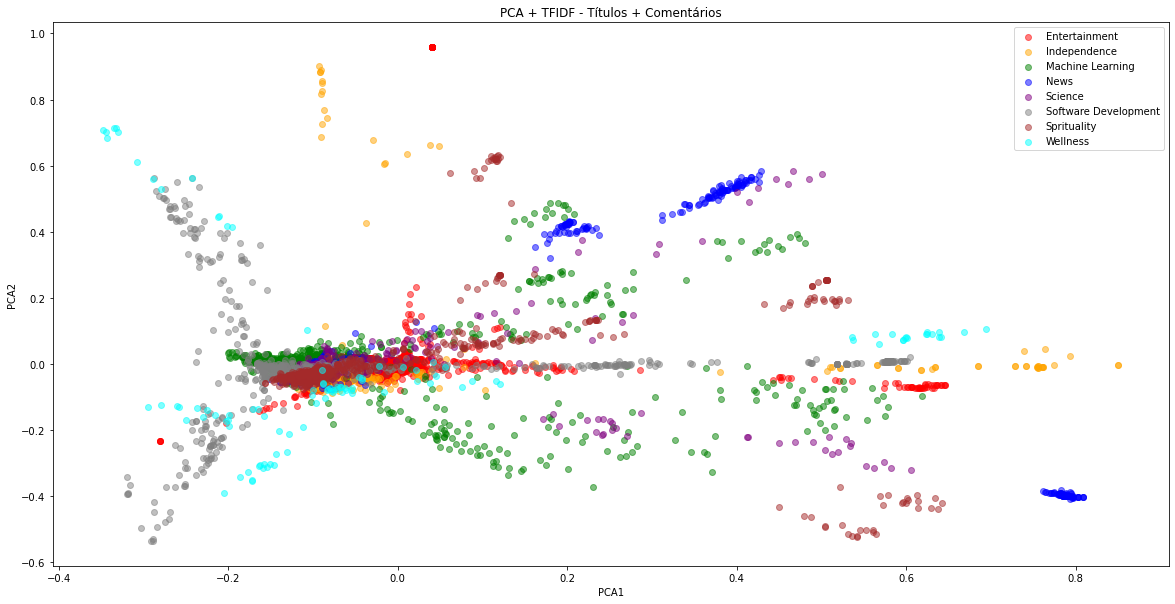 PCA + TFIDF - Títulos + Comentários
Entertainment
Independence
Machine Learning
News
Science
Software Development
Sprituality
Wellness
PCA2
1.0
0.8
0.6
0.4
0.2
0.0
−0.2
−0.4
−0.6
−0.4
−0.2
0.0
0.2
0.4
0.6
0.8
PCA1